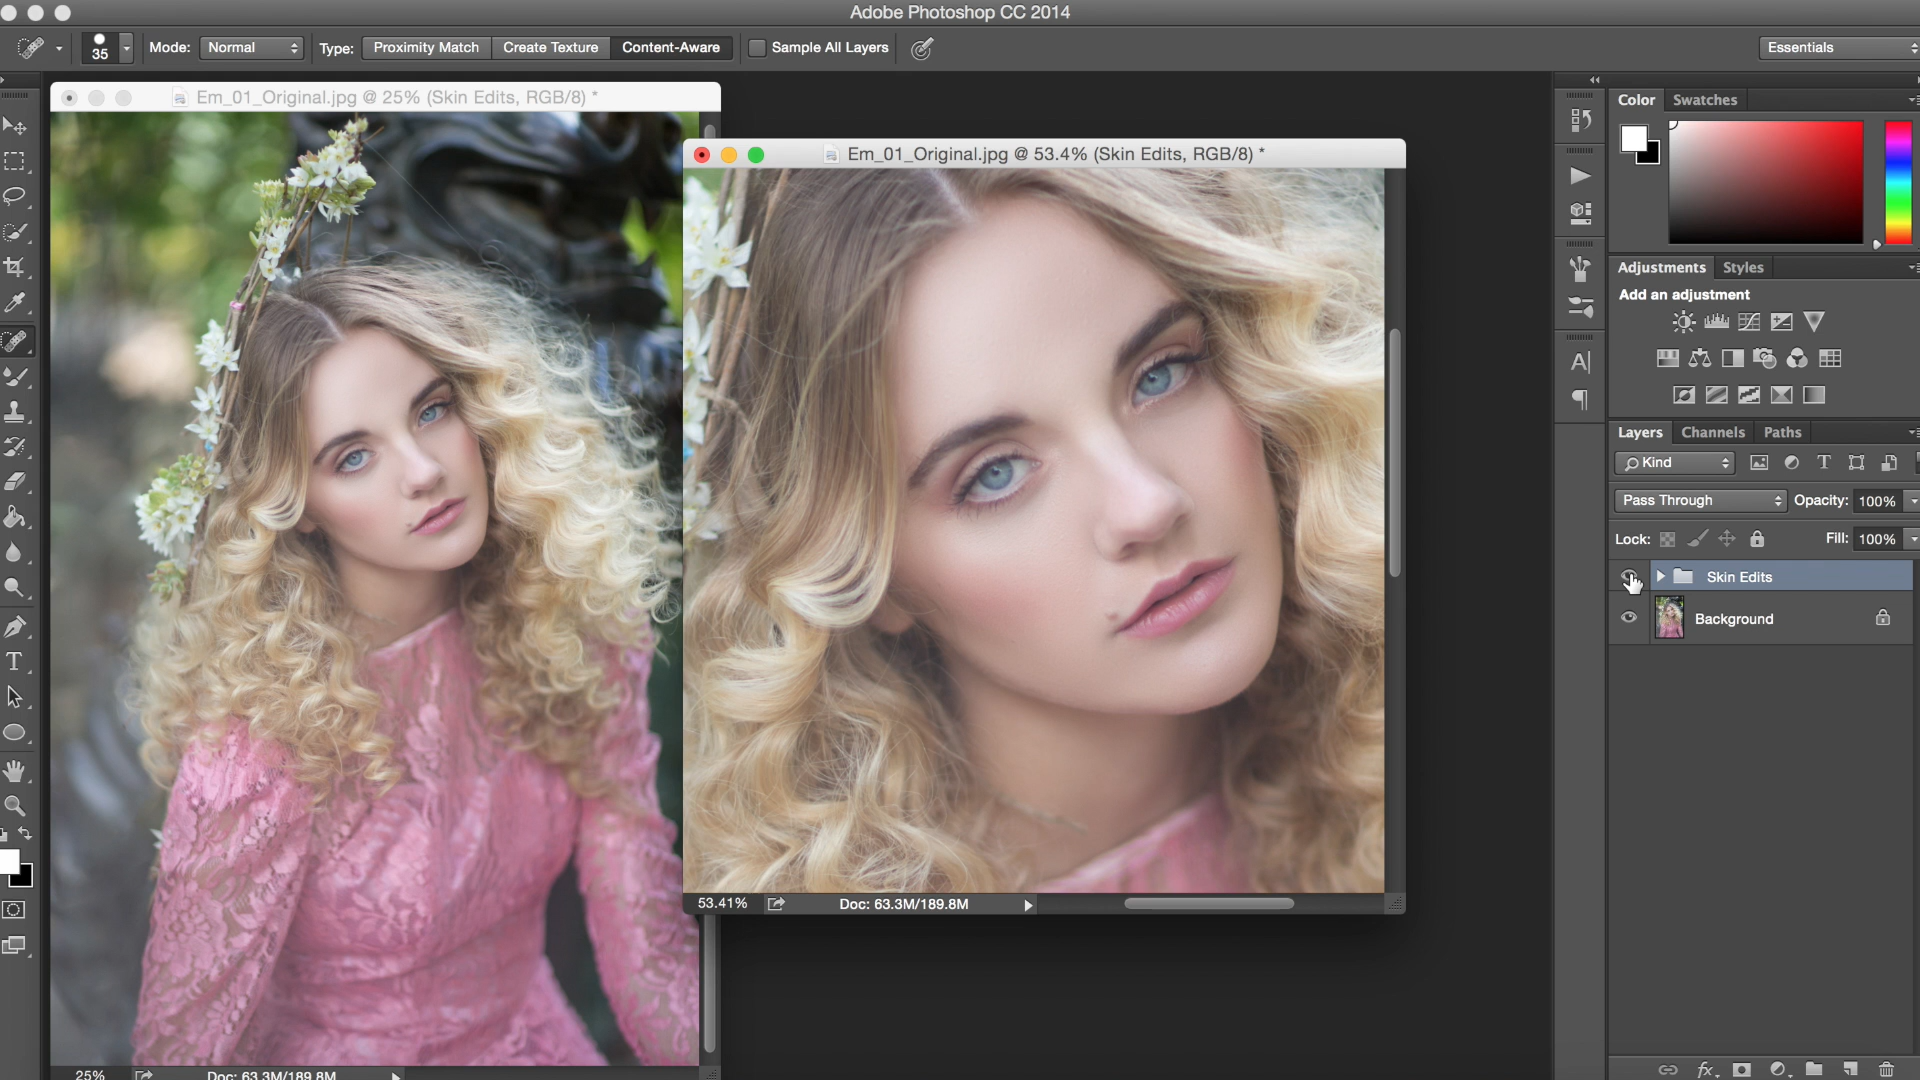 Adobe Photoshop CC 2014
35
Mode: Normal
Type: Proximity Match Create Texture Content-Aware
Sample All Layers
Essentials
Em_01_Original.jpg @ 25% (Skin Edits, RGB/8) *
Em_01_Original.jpg @ 53.4% (Skin Edits, RGB/8) *
53.41%
Doc: 63.3M/189.8M
25%
Doc: 63.3M/189.8M
Color Swatches
Adjustments Styles
Add an adjustment
Layers Channels Paths
Kind
Pass Through Opacity: 100%
Lock: Fill: 100%
Skin Edits
Background